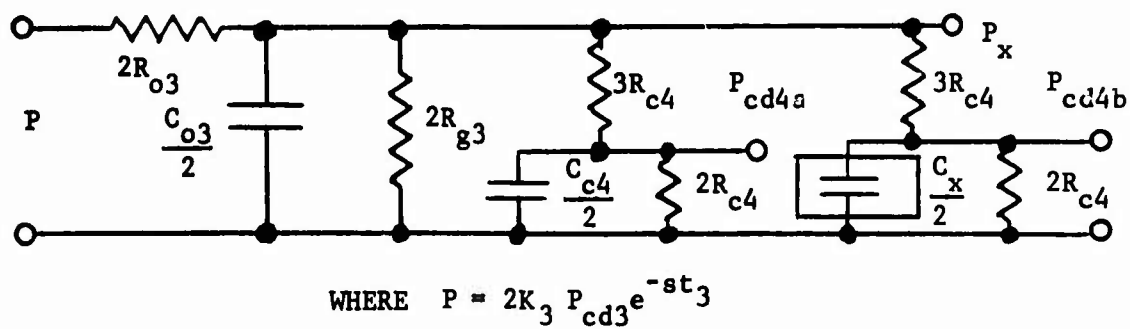 P_x
2R_o3
3R_c4
P_cd4a
3R_c4
P_cd4b
P
C_o3
2
2R_g3
C_c4
2
2R_c4
C_x
2
2R_c4
WHERE P = 2K_3 P_cd3 e^-st_3